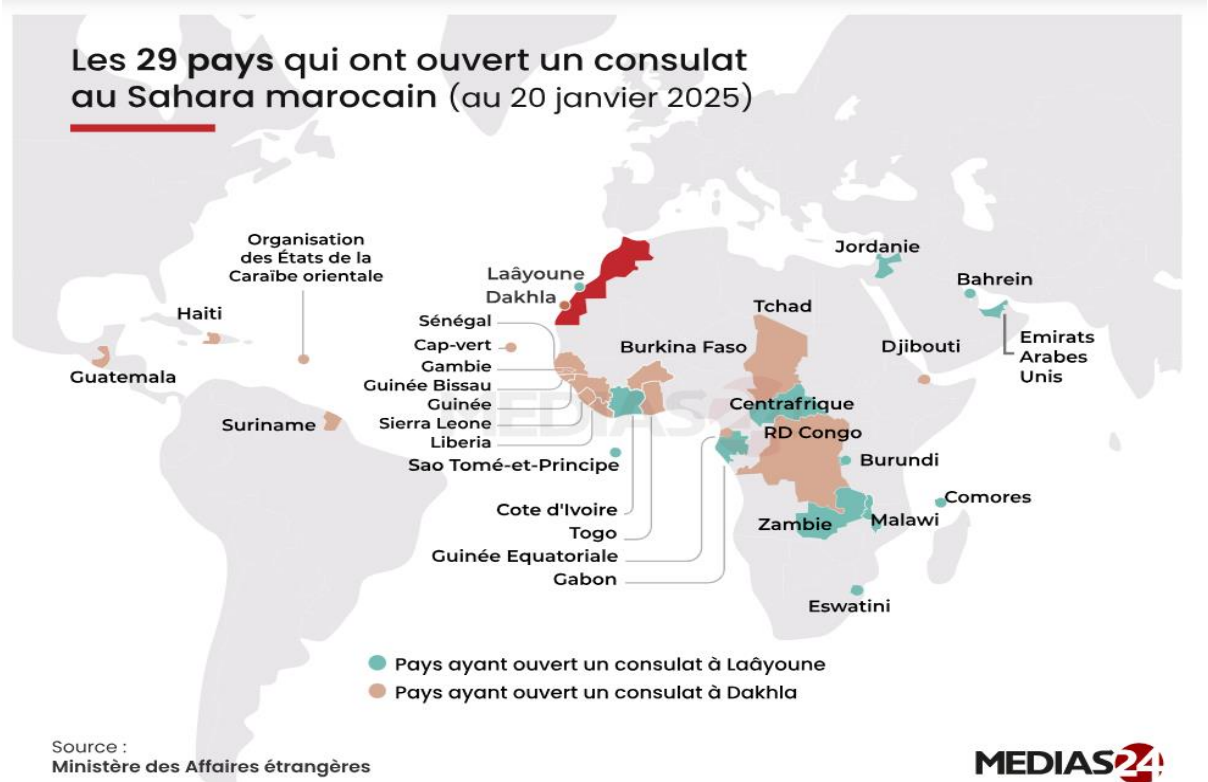 Les 29 pays qui ont ouvert un consulat
au Sahara marocain (au 20 janvier 2025)
Organisation
des États de la
Caraïbe orientale
Haiti
Guatemala
Suriname
Laâyoune
Dakhla
Sénégal
Cap-vert
Gambie
Guinée Bissau
Guinée
Sierra Leone
Liberia
Sao Tomé-et-Principe
Cote d'Ivoire
Togo
Guinée Equatoriale
Gabon
Burkina Faso
Tchad
Centrafrique
RD Congo
Burundi
Zambie
Malawi
Comores
Eswatini
Djibouti
Jordanie
Bahrein
Emirats
Arabes
Unis
MEDIAS24
Pays ayant ouvert un consulat à Laâyoune
Pays ayant ouvert un consulat à Dakhla
Source :
Ministère des Affaires étrangères
MEDIAS24